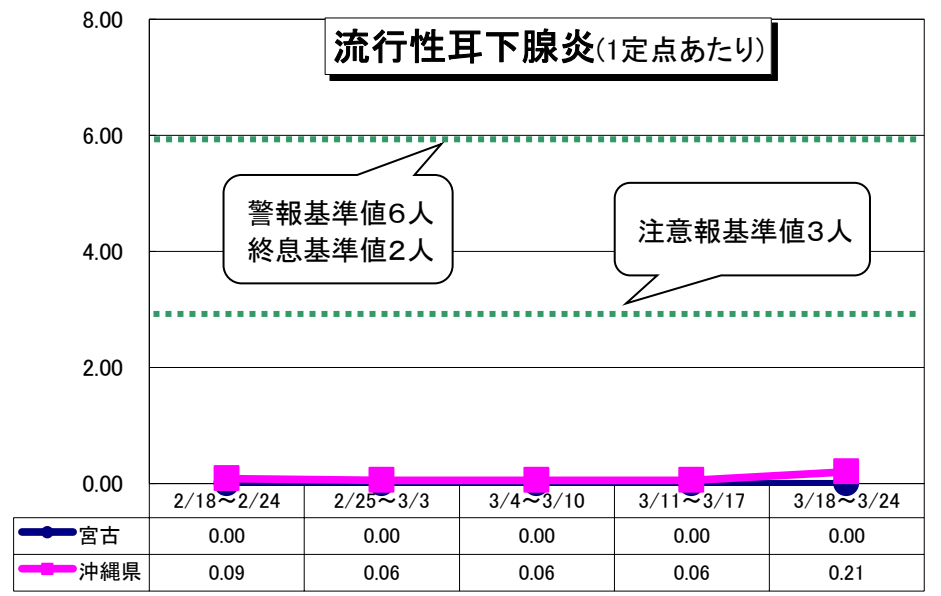 流行性耳下腺炎(1定点あたり)
8.00
6.00
警報基準値6人
終息基準値2人
注意報基準値3人
4.00
2.00
0.00
2/18～2/24 2/25～3/3 3/4～3/10 3/11～3/17 3/18～3/24
宮古 0.00 0.00 0.00 0.00 0.00
沖縄県 0.09 0.06 0.06 0.06 0.21